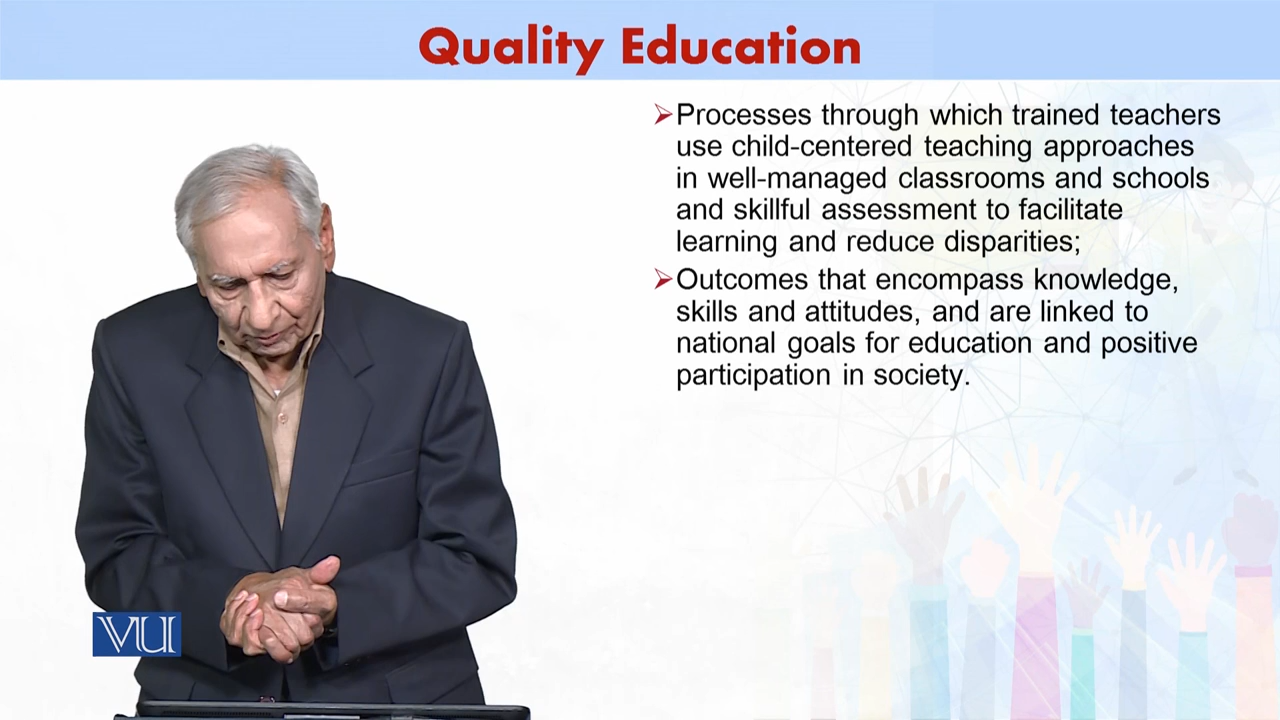 Quality Education
➢Processes through which trained teachers
use child-centered teaching approaches
in well-managed classrooms and schools
and skillful assessment to facilitate
learning and reduce disparities;
➢Outcomes that encompass knowledge,
skills and attitudes, and are linked to
national goals for education and positive
participation in society.
VU